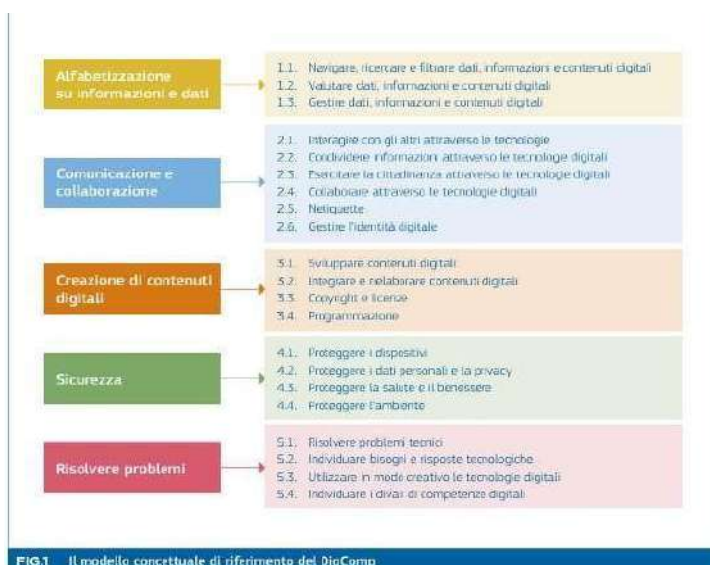 Alfabetizzazione
su informazioni e dati
1.1. Navigare, ricercare e filtrare dati, informazioni e contenuti digitali
1.2. Valutare dati, informazioni e contenuti digitali
1.3. Gestire dati, informazioni e contenuti digitali
Comunicazione e
collaborazione
2.1. Interagire con gli altri attraverso le tecnologie
2.2. Condividere informazioni attraverso le tecnologie digitali
2.3. Esercitare la cittadinanza attraverso le tecnologie digitali
2.4. Collaborare attraverso le tecnologie digitali
2.5. Netiquette
2.6. Gestire l'identità digitale
Creazione di contenuti
digitali
3.1. Sviluppare contenuti digitali
3.2. Integrare e rielaborare contenuti digitali
3.3. Copyright e licenze
3.4. Programmazione
Sicurezza
4.1. Proteggere i dispositivi
4.2. Proteggere i dati personali e la privacy
4.3. Proteggere la salute e il benessere
4.4. Proteggere l'ambiente
Risolvere problemi
5.1. Risolvere problemi tecnici
5.2. Individuare bisogni e risposte tecnologiche
5.3. Utilizzare in modo creativo le tecnologie digitali
5.4. Individuare i divari di competenze digitali
FIG.1 Il modello concettuale di riferimento del DigComp